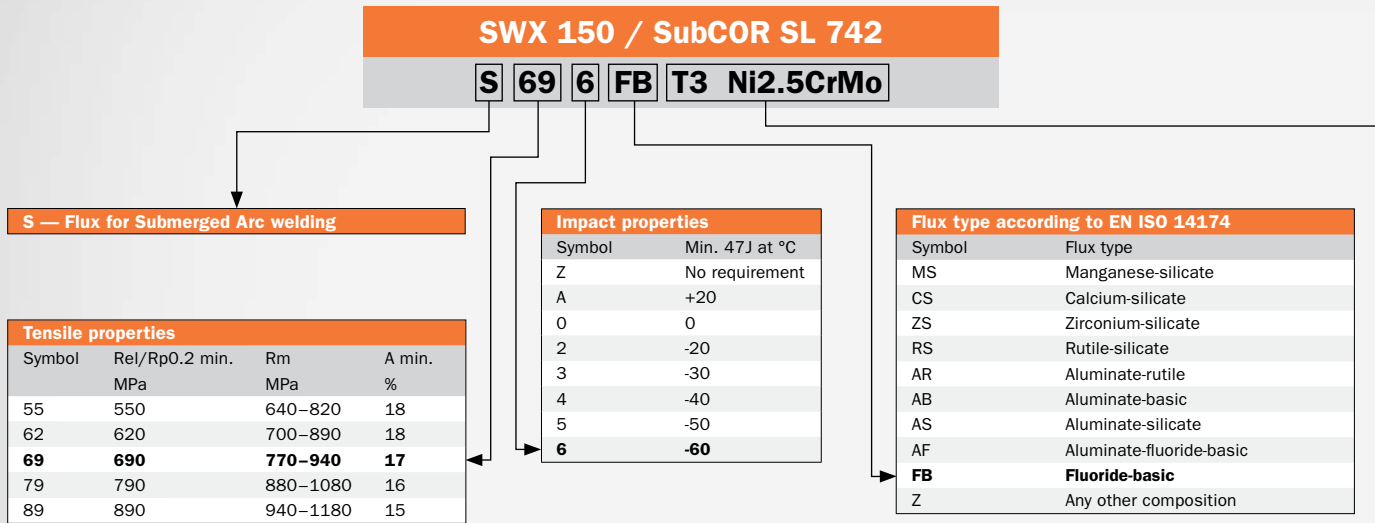 SWX 150 / SubCOR SL 742
S 69 6 FB T3 Ni2.5CrMo
S — Flux for Submerged Arc welding
Tensile properties
Symbol Rel/Rp0.2 min. Rm A min.
MPa MPa %
55 550 640–820 18
62 620 700–890 18
69 690 770–940 17
79 790 880–1080 16
89 890 940–1180 15
Impact properties
Symbol Min. 47J at °C
Z No requirement
A +20
0 0
2 -20
3 -30
4 -40
5 -50
6 -60
Flux type according to EN ISO 14174
Symbol Flux type
MS Manganese-silicate
CS Calcium-silicate
ZS Zirconium-silicate
RS Rutile-silicate
AR Aluminate-rutile
AB Aluminate-basic
AS Aluminate-silicate
AF Aluminate-fluoride-basic
FB Fluoride-basic
Z Any other composition